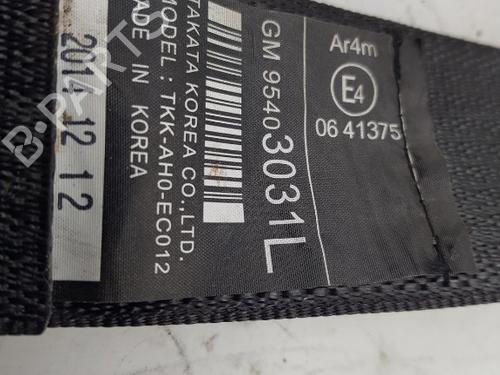 Ar4m
E4
06 41375
GM 95403031L
TAKATA KOREA CO.,LTD.
MODEL : TKK-AH0-EC012
MADE IN KOREA
2014 12 12
B-PARTS